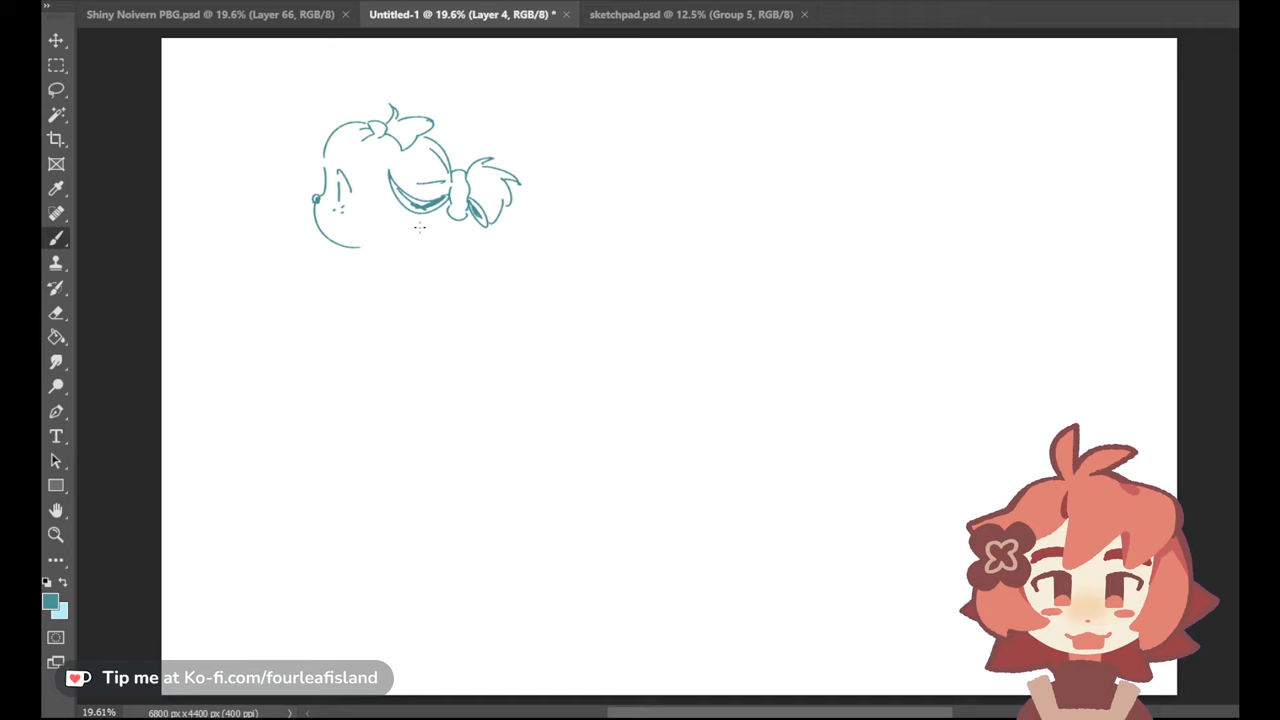 Shiny Noivern PBG.psd @ 19.6% (Layer 66, RGB/8) × Untitled-1 @ 19.6% (Layer 4, RGB/8) * × sketchpad.psd @ 12.5% (Group 5, RGB/8) ×
Tip me at Ko-fi.com/fourleafisland
19.61% 6800 px x 4400 px (400 ppi)